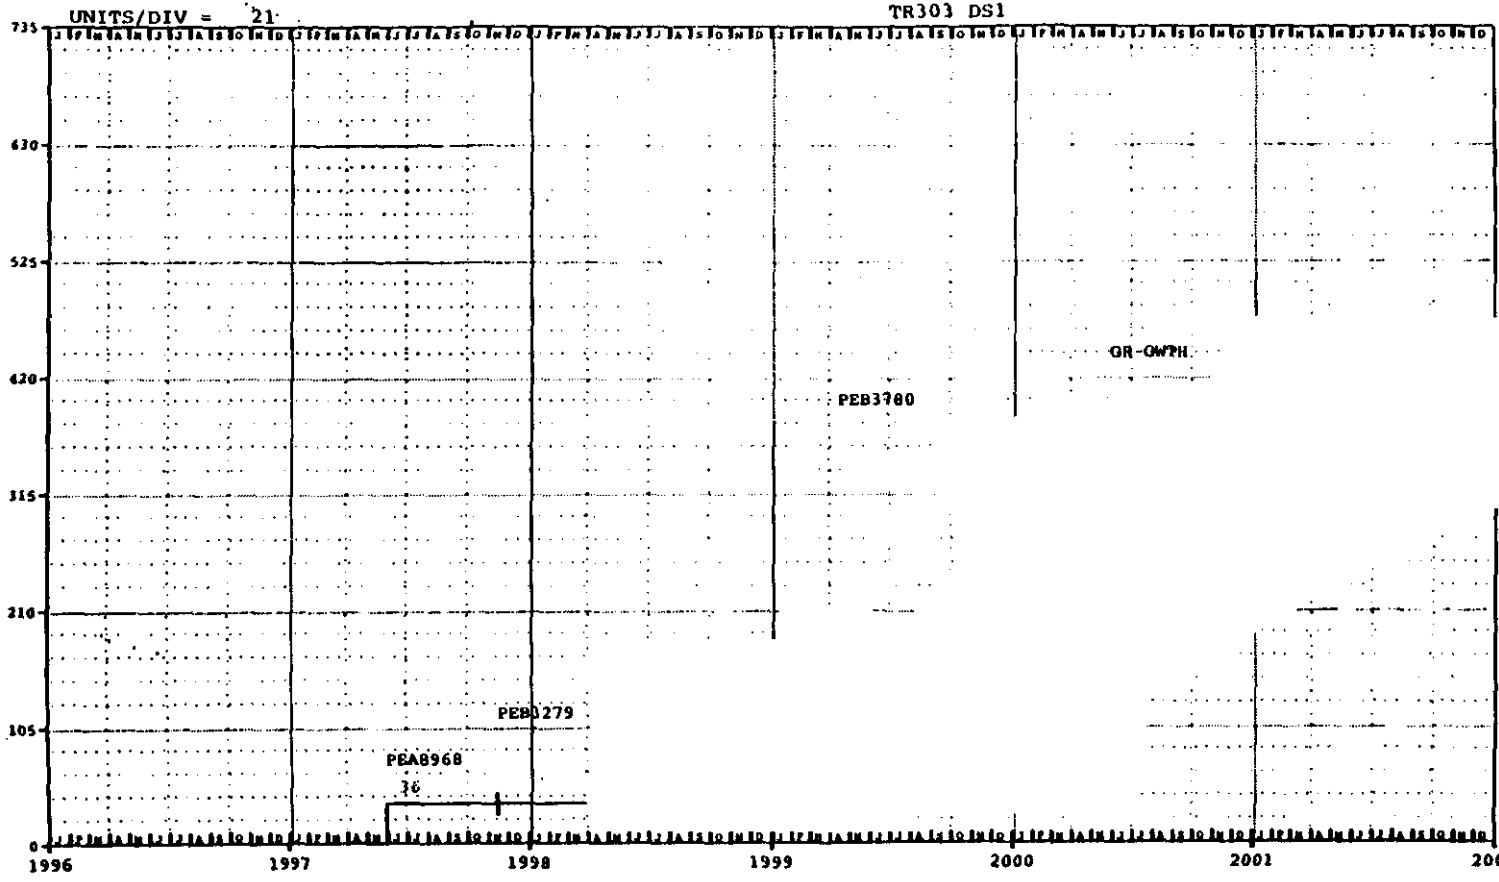 UNITS/DIV = 21
TR303 DS1
735
J F M A M J J A S O N D J F M A M J J A S O N D J F M A M J J A S O N D J F M A M J J A S O N D J F M A M J J A S O N D J F M A M J J A S O N D
630
525
GR-OWTH
420
PEB3780
315
210
PEB3279
105
PEA8968
36
0
J F M A M J J A S O N D J F M A M J J A S O N D J F M A M J J A S O N D J F M A M J J A S O N D J F M A M J J A S O N D J F M A M J J A S O N D
1996 1997 1998 1999 2000 2001